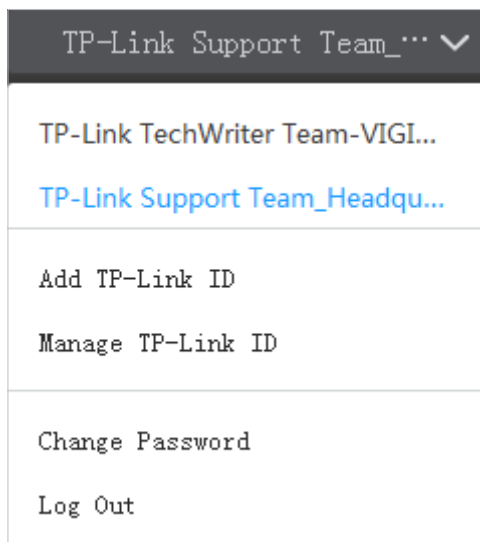 TP-Link Support Team_...
TP-Link TechWriter Team-VIGI...
TP-Link Support Team_Headqu...
Add TP-Link ID
Manage TP-Link ID
Change Password
Log Out